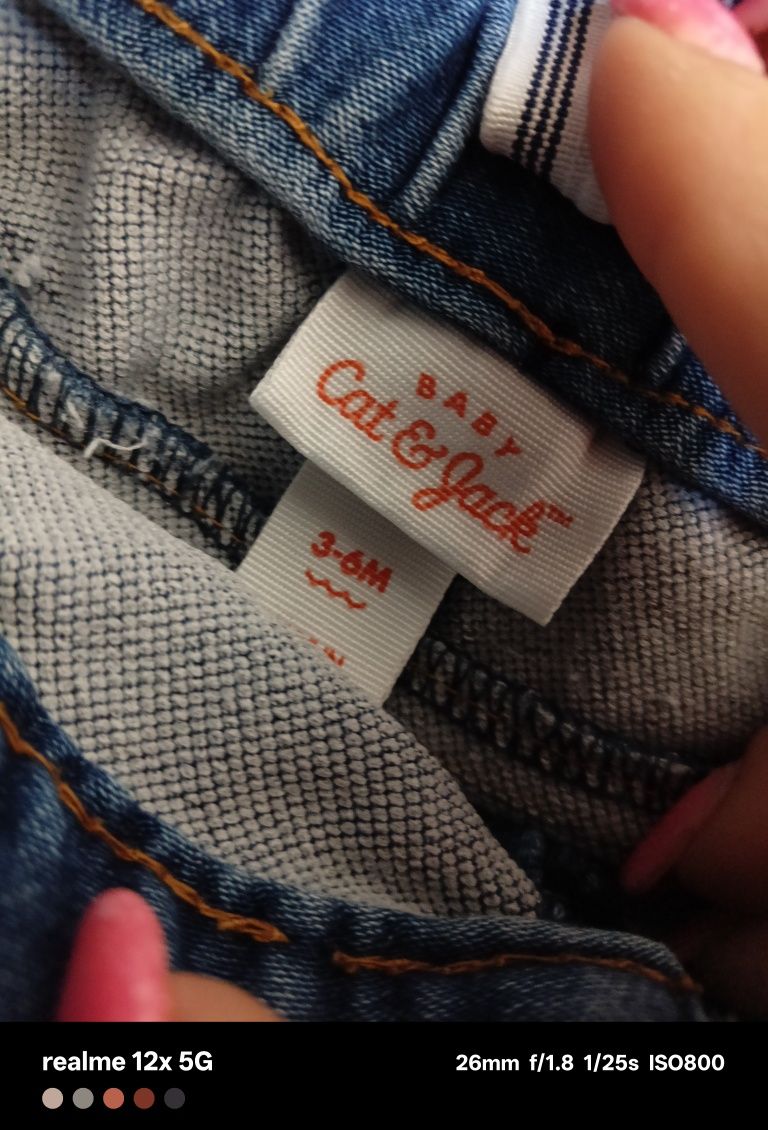 BABY
Cat & Jack™
3-6M
realme 12x 5G
26mm f/1.8 1/25s ISO800